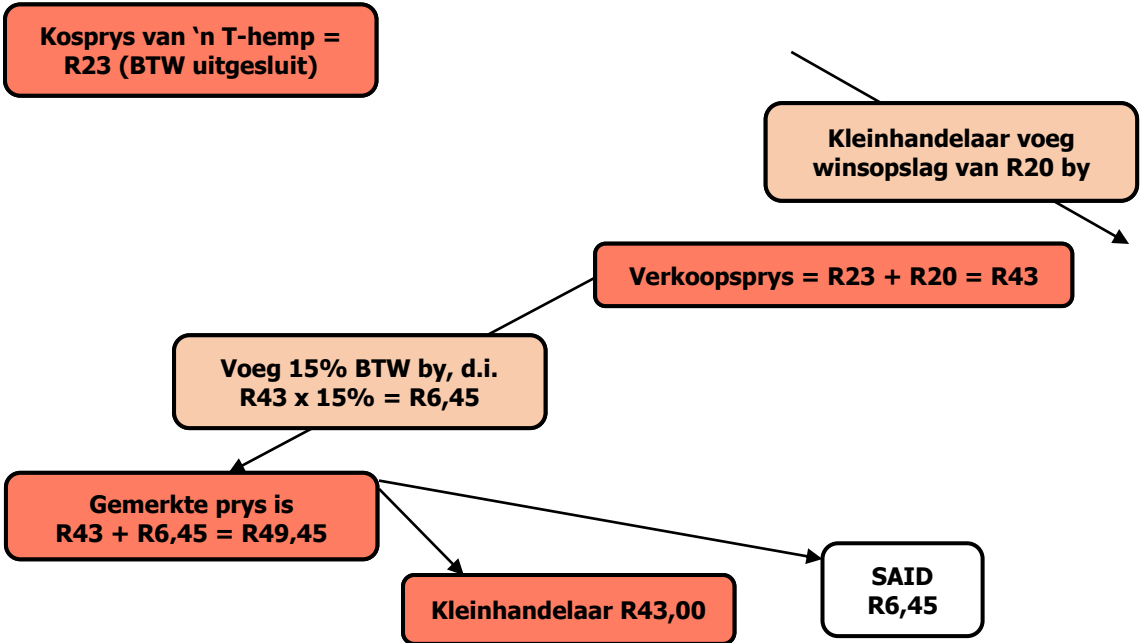 Kosprys van ‘n T-hemp =
R23 (BTW uitgesluit)
Kleinhandelaar voeg
winsopslag van R20 by
Verkoopsprys = R23 + R20 = R43
Voeg 15% BTW by, d.i.
R43 x 15% = R6,45
Gemerkte prys is
R43 + R6,45 = R49,45
SAID
R6,45
Kleinhandelaar R43,00